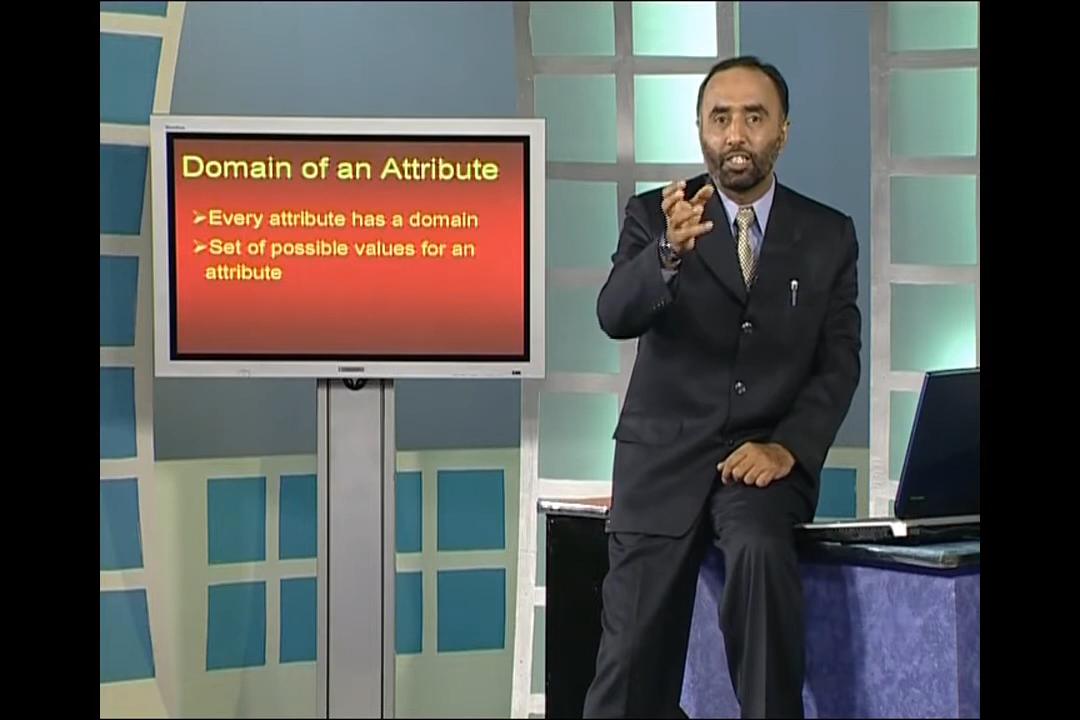 Domain of an Attribute
➢Every attribute has a domain
➢Set of possible values for an
attribute